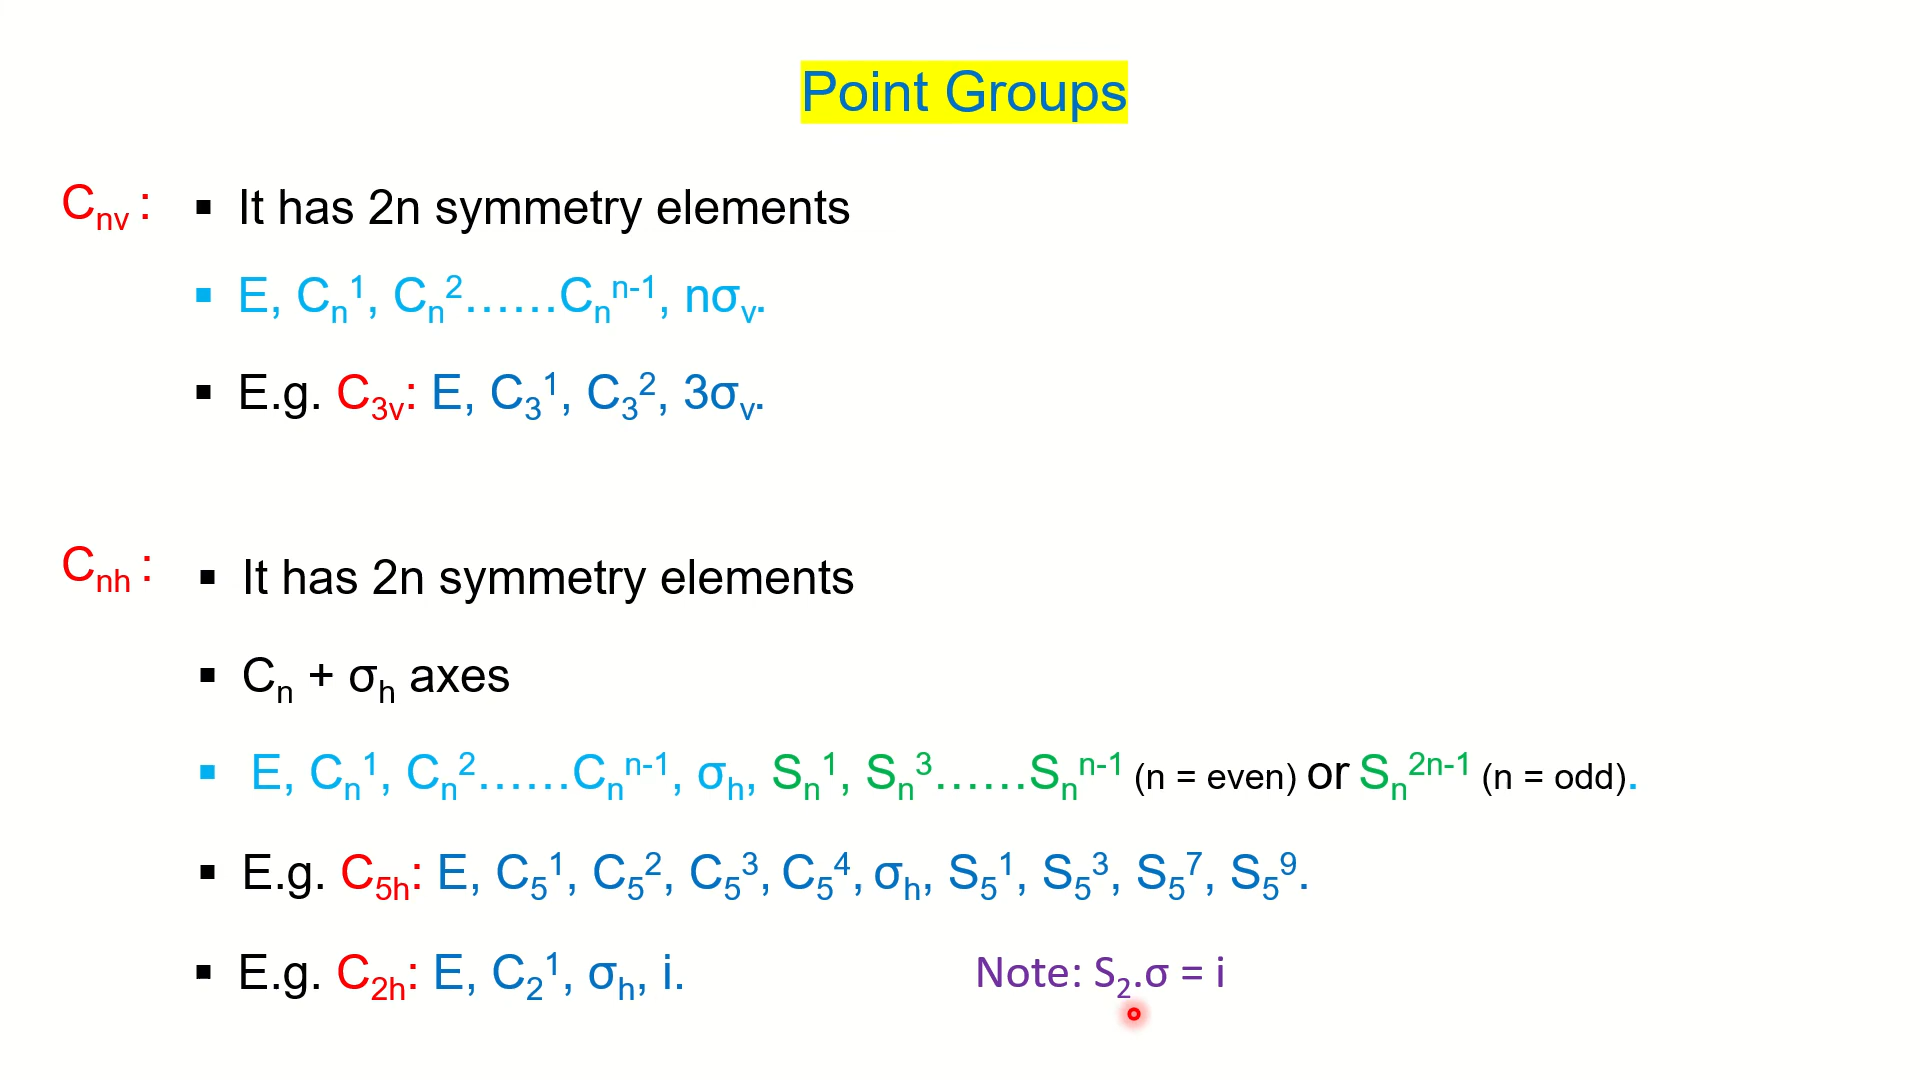 Point Groups
Cnv : ▪ It has 2n symmetry elements
▪ E, Cn¹, Cn²……Cnⁿ⁻¹, nσv.
▪ E.g. C3v: E, C₃¹, C₃², 3σv.
Cnh : ▪ It has 2n symmetry elements
▪ Cn + σh axes
▪ E, Cn¹, Cn²……Cnⁿ⁻¹, σh, Sn¹, Sn³……Snⁿ⁻¹ (n = even) or Sn²ⁿ⁻¹ (n = odd).
▪ E.g. C5h: E, C₅¹, C₅², C₅³, C₅⁴, σh, S₅¹, S₅³, S₅⁷, S₅⁹.
▪ E.g. C2h: E, C₂¹, σh, i. Note: S₂.σ = i